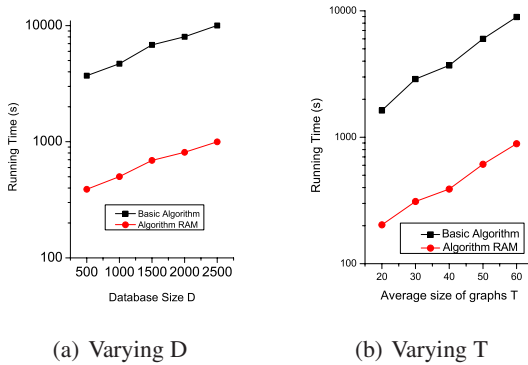 10000
1000
100
Running Time (s)
Basic Algorithm
Algorithm RAM
500 1000 1500 2000 2500
Database Size D
(a) Varying D
10000
1000
100
Running Time (s)
Basic Algorithm
Algorithm RAM
20 30 40 50 60
Average size of graphs T
(b) Varying T